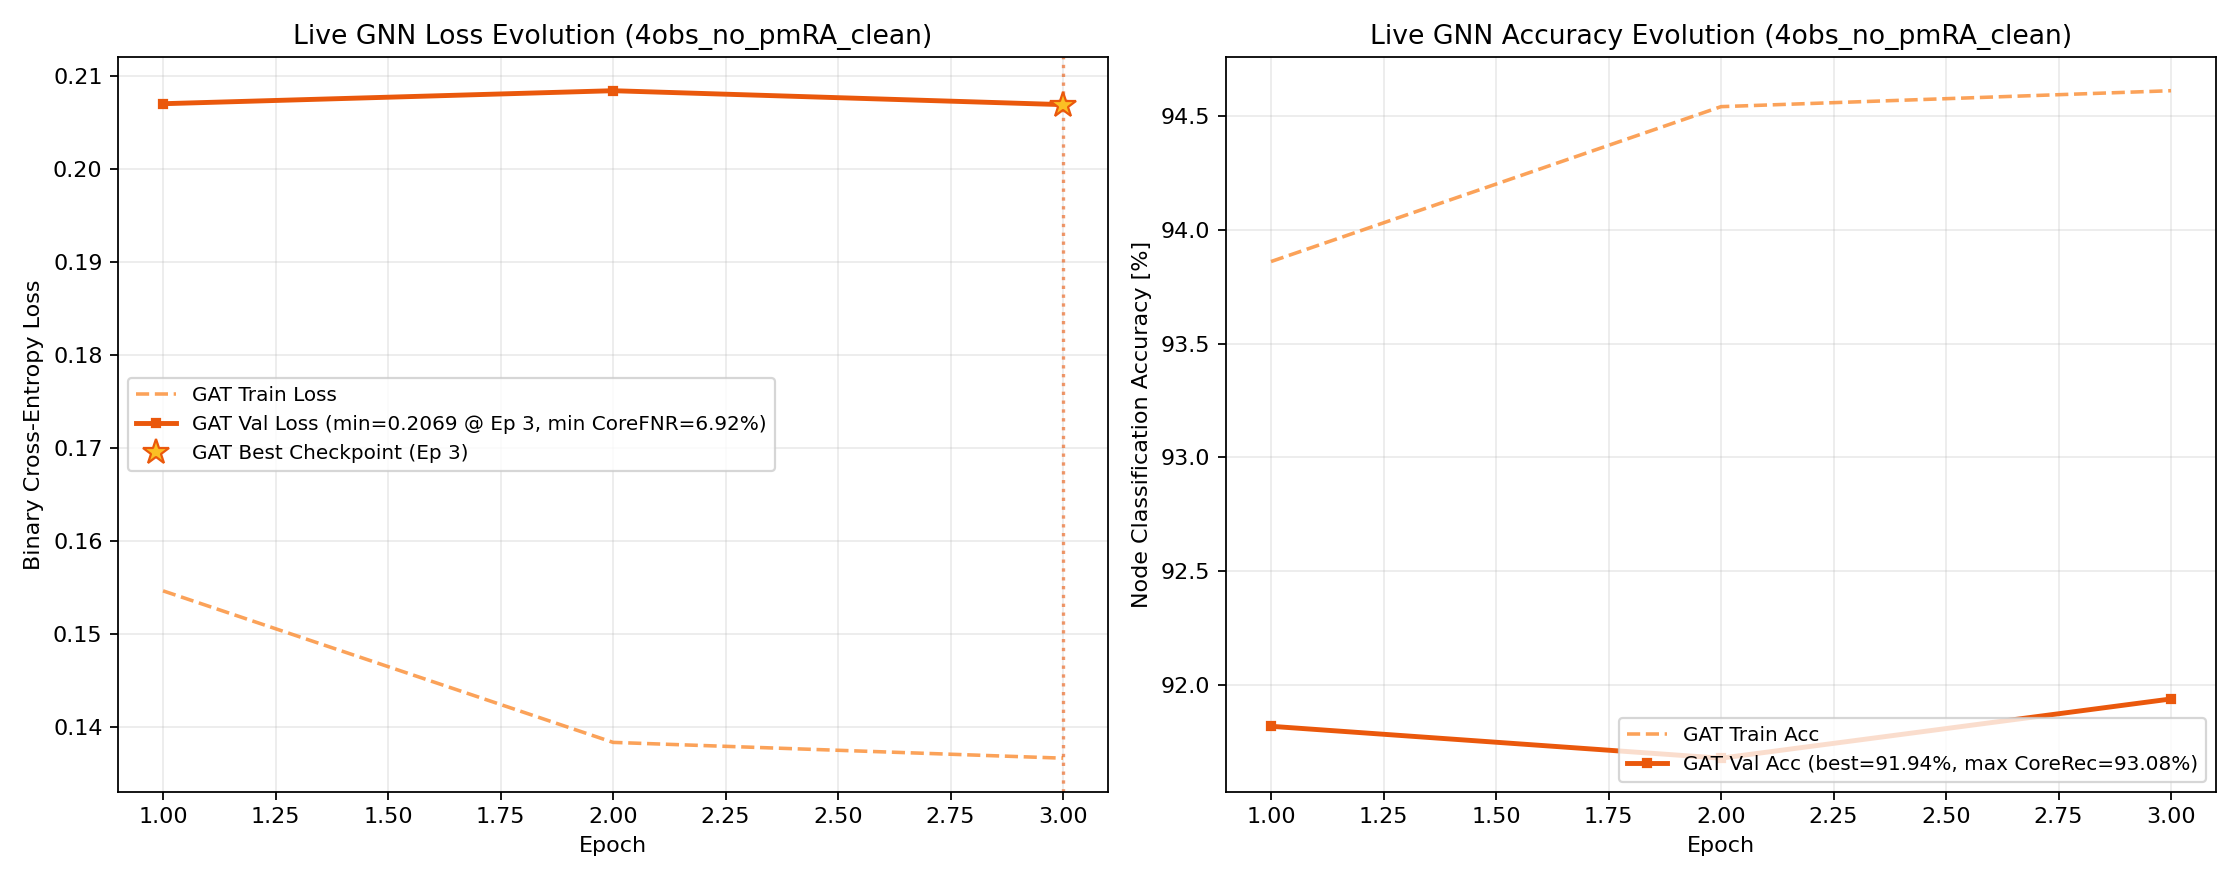 Live GNN Loss Evolution (4obs_no_pmRA_clean)
Binary Cross-Entropy Loss
0.21
0.20
0.19
0.18
0.17
0.16
0.15
0.14
GAT Train Loss
GAT Val Loss (min=0.2069 @ Ep 3, min CoreFNR=6.92%)
GAT Best Checkpoint (Ep 3)
1.00 1.25 1.50 1.75 2.00 2.25 2.50 2.75 3.00
Epoch
Live GNN Accuracy Evolution (4obs_no_pmRA_clean)
Node Classification Accuracy [%]
94.5
94.0
93.5
93.0
92.5
92.0
GAT Train Acc
GAT Val Acc (best=91.94%, max CoreRec=93.08%)
1.00 1.25 1.50 1.75 2.00 2.25 2.50 2.75 3.00
Epoch